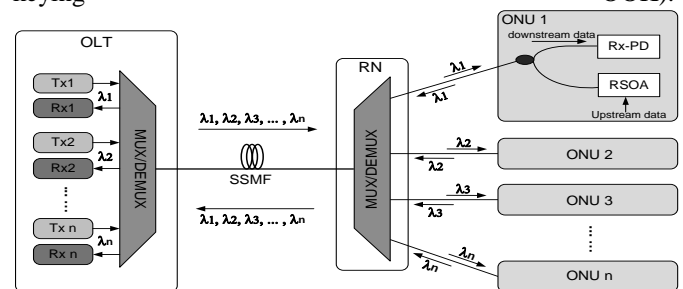 keying OOK).
OLT
Tx1
λ1
Rx1
Tx2
λ2
Rx2
Tx n
λn
Rx n
MUX/DEMUX
λ1, λ2, λ3, ... , λn
SSMF
λ1, λ2, λ3, ... , λn
RN
MUX/DEMUX
λ1
λ1
λ2
λ2
λ3
λ3
λn
λn
ONU 1
downstream data
Rx-PD
RSOA
Upstream data
ONU 2
ONU 3
ONU n